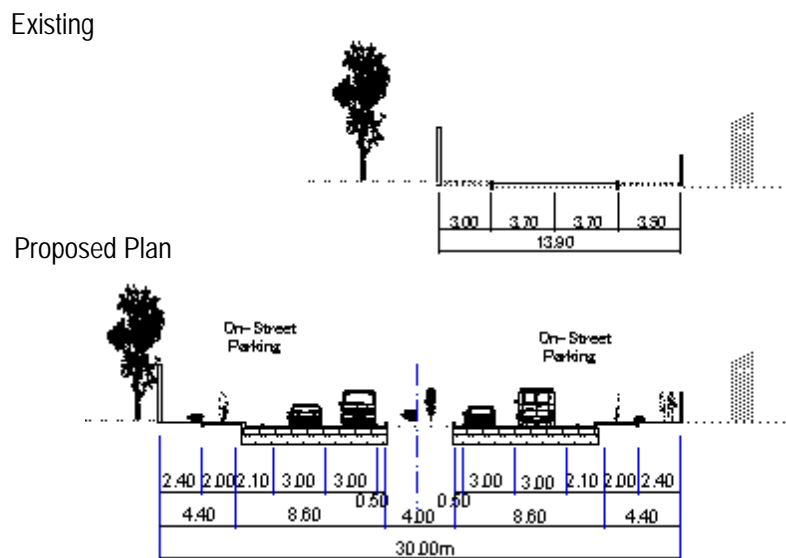 Existing
3.00 3.70 3.70 3.50
13.90
Proposed Plan
On-Street
Parking
On-Street
Parking
2.40 2.00 2.10 3.00 3.00 3.00 3.00 2.10 2.00 2.40
0.50 0.50
4.40 8.60 4.00 8.60 4.40
30.00m